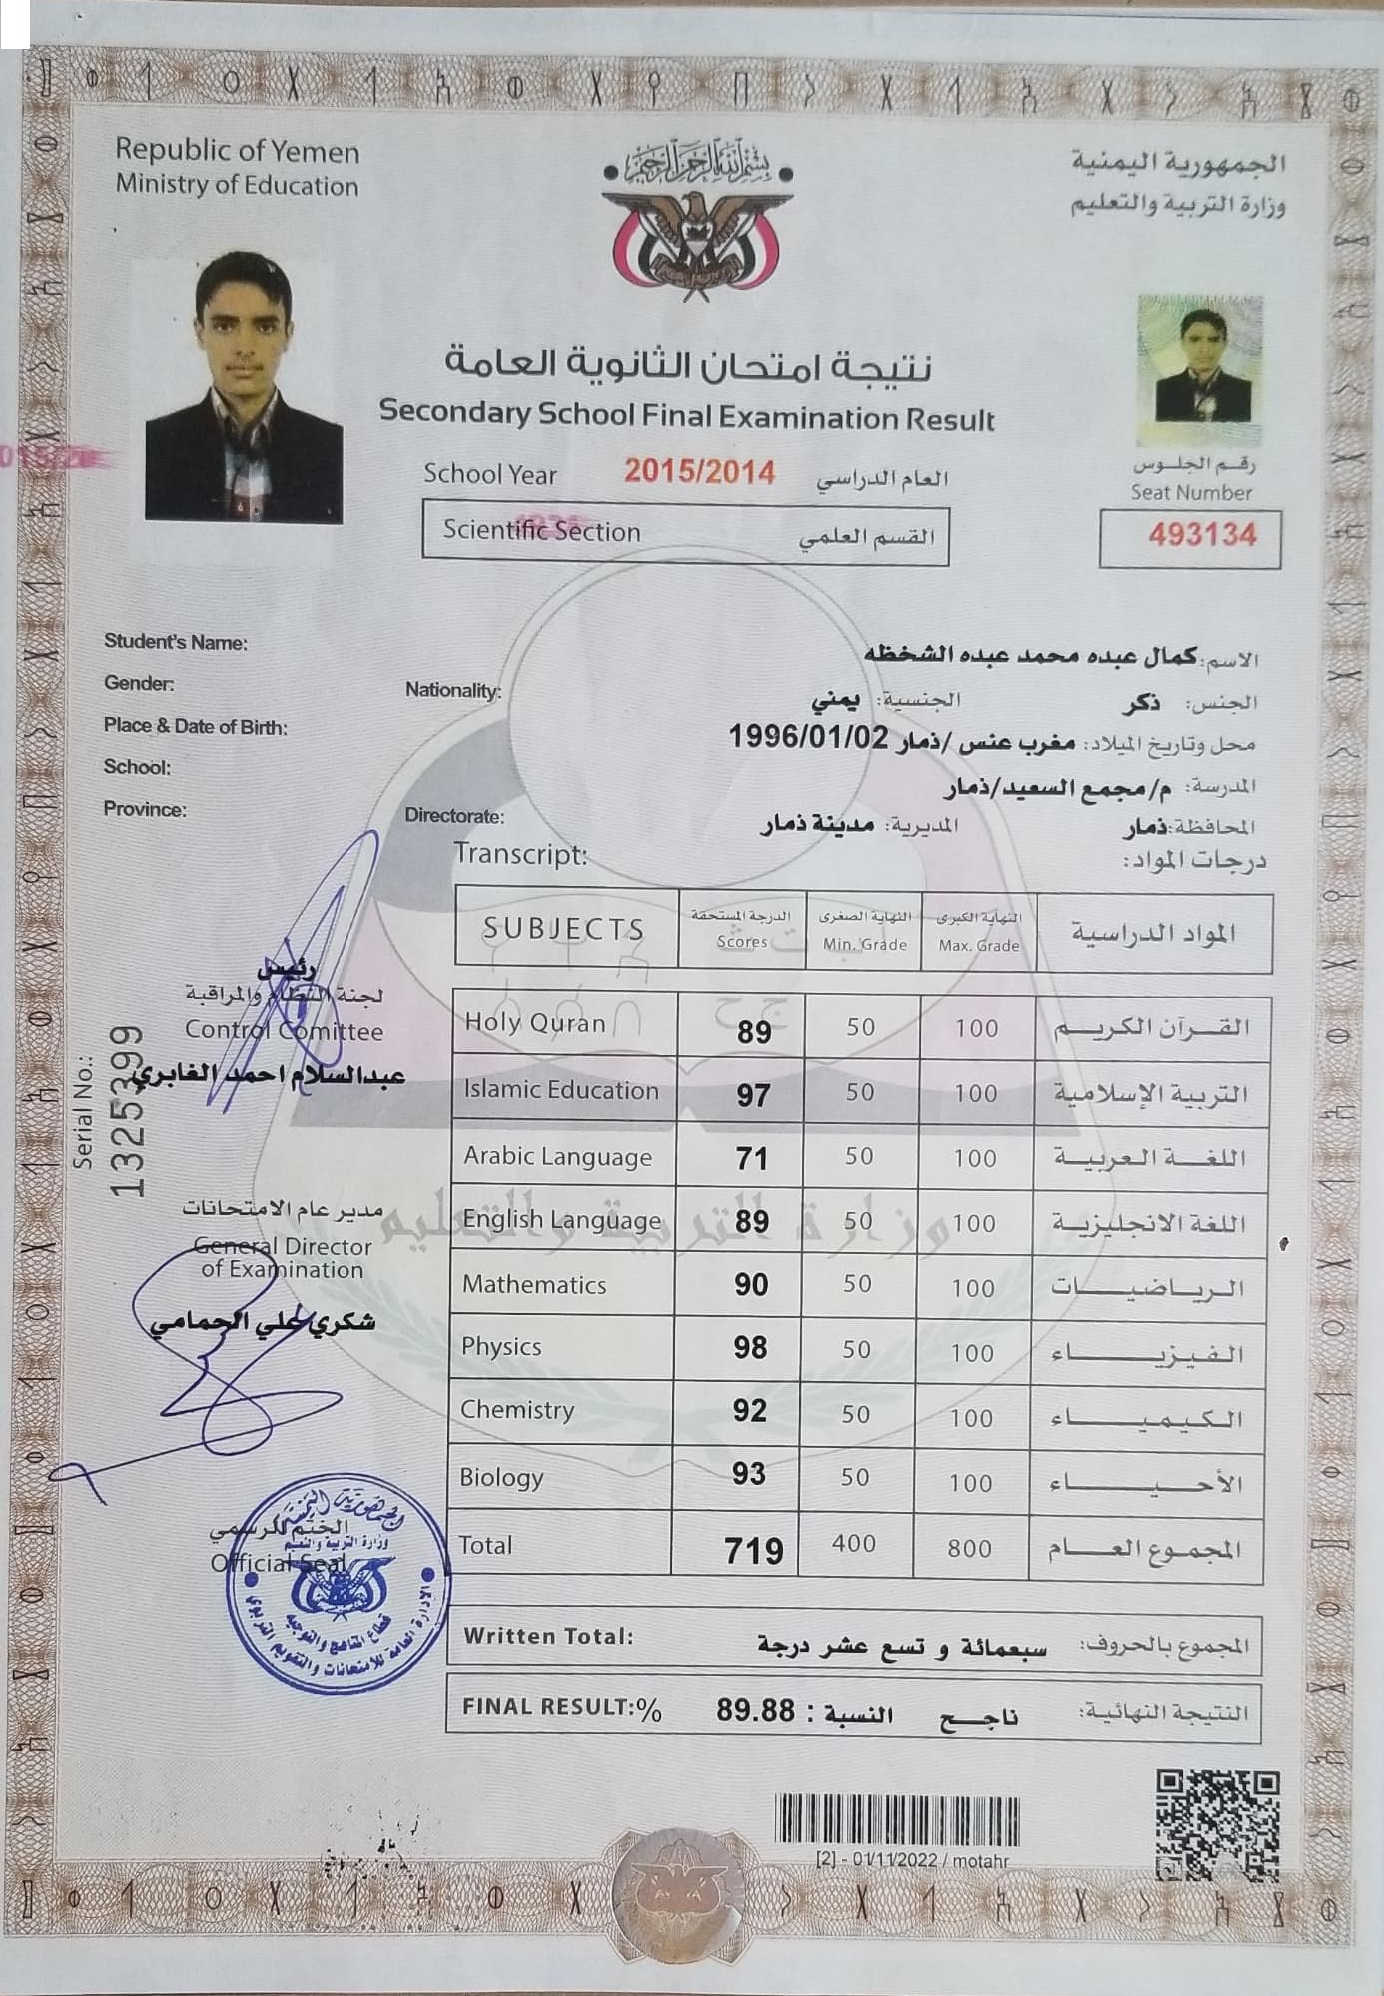 Republic of Yemen
Ministry of Education
بسم الله الرحمن الرحيم
الجمهورية اليمنية
وزارة التربية والتعليم
نتيجة امتحان الثانوية العامة
Secondary School Final Examination Result
School Year 2015/2014 العام الدراسي
Scientific Section القسم العلمي
رقم الجلوس
Seat Number
493134
Student's Name: الاسم: كمال عبده محمد عبده الشخظه
Gender: Nationality: الجنس: ذكر الجنسية: يمني
Place & Date of Birth: محل وتاريخ الميلاد: مغرب عنس /ذمار 1996/01/02
School: المدرسة: م/مجمع السعيد/ذمار
Province: Directorate: المحافظة: ذمار المديرية: مدينة ذمار
Transcript: درجات المواد:
SUBJECTS الدرجة المستحقة Scores النهاية الصغرى Min. Grade النهاية الكبرى Max. Grade المواد الدراسية
Holy Quran 89 50 100 القرآن الكريم
Islamic Education 97 50 100 التربية الإسلامية
Arabic Language 71 50 100 اللغة العربية
English Language 89 50 100 اللغة الانجليزية
Mathematics 90 50 100 الرياضيات
Physics 98 50 100 الفيزياء
Chemistry 92 50 100 الكيمياء
Biology 93 50 100 الأحياء
Total 719 400 800 المجموع العام
Written Total: المجموع بالحروف: سبعمائة و تسع عشر درجة
FINAL RESULT:% النتيجة النهائية: ناجح النسبة : 89.88
رئيس
لجنة النظام والمراقبة
Control Comittee
عبدالسلام احمد الغابري
Serial No.: 1325399
مدير عام الامتحانات
General Director
of Examination
شكري علي الحمامي
الختم الرسمي
Official Seal
الجمهورية اليمنية
وزارة التربية والتعليم
قطاع المناهج والتوجيه
الإدارة العامة للامتحانات والتقويم التربوي
وزارة التربية والتعليم
[2] - 01/11/2022 / motahr